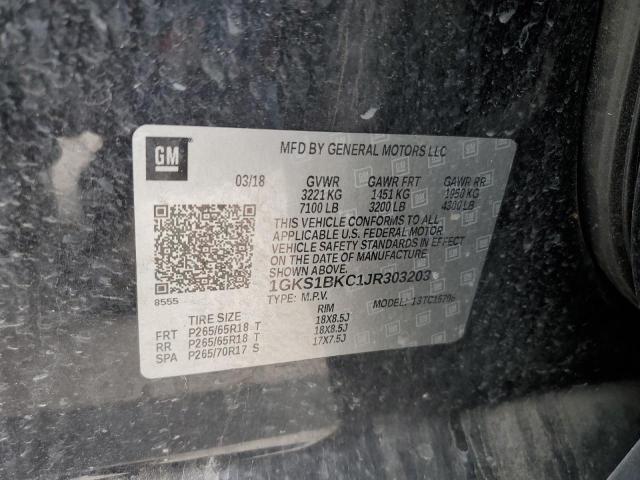 GM
MFD BY GENERAL MOTORS LLC
03/18 GVWR GAWR FRT GAWR RR
3221 KG 1451 KG 1950 KG
7100 LB 3200 LB 4300 LB
THIS VEHICLE CONFORMS TO ALL
APPLICABLE U.S. FEDERAL MOTOR
VEHICLE SAFETY STANDARDS IN EFFECT
ON THE DATE OF MANUFACTURE
SHOWN ABOVE.
1GKS1BKC1JR303203
8555
TYPE: M.P.V. MODEL:
TIRE SIZE RIM
FRT P265/65R18 T 18X8.5J
RR P265/65R18 T 18X8.5J
SPA P265/70R17 S 17X7.5J